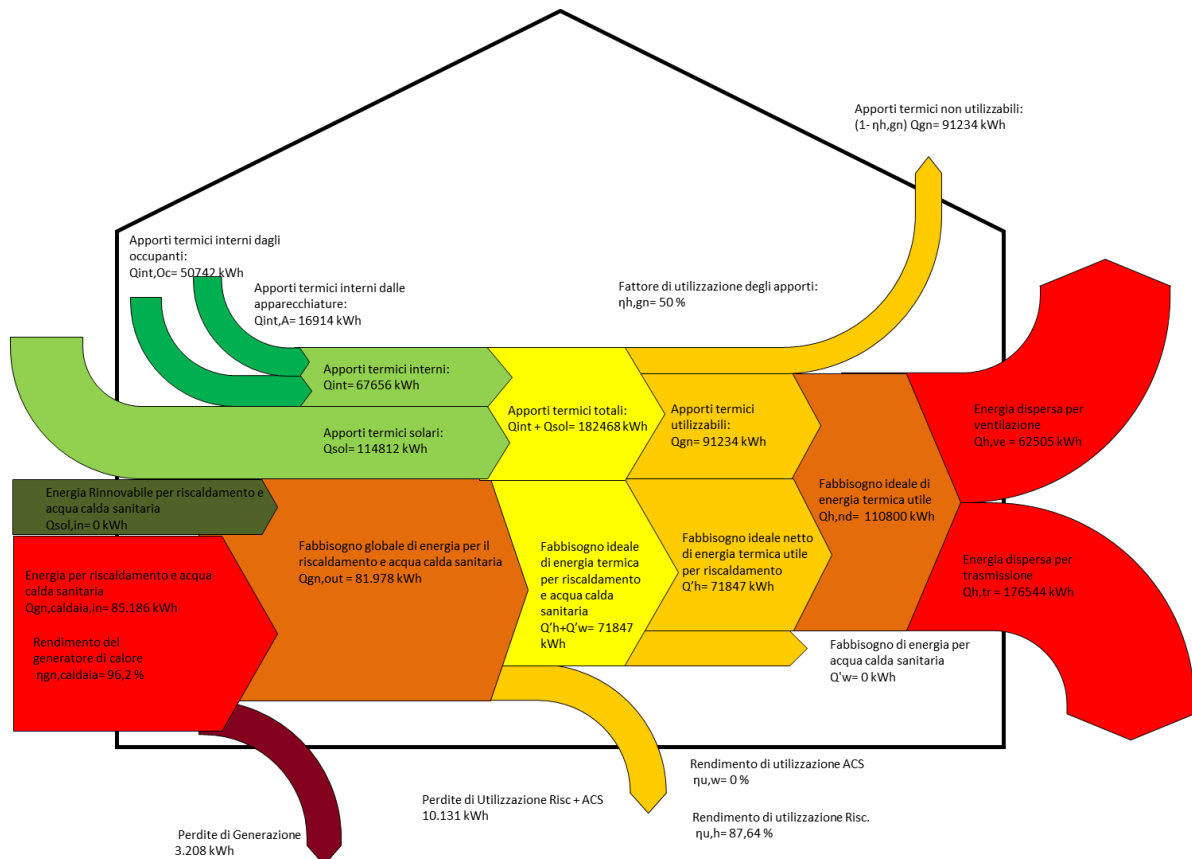 Apporti termici non utilizzabili:
(1- ηh,gn) Qgn= 91234 kWh
Apporti termici interni dagli
occupanti:
Qint,Oc= 50742 kWh
Apporti termici interni dalle
apparecchiature:
Qint,A= 16914 kWh
Fattore di utilizzazione degli apporti:
ηh,gn= 50 %
Apporti termici interni:
Qint= 67656 kWh
Apporti termici solari:
Qsol= 114812 kWh
Apporti termici totali:
Qint + Qsol= 182468 kWh
Apporti termici
utilizzabili:
Qgn= 91234 kWh
Energia dispersa per
ventilazione
Qh,ve = 62505 kWh
Energia Rinnovabile per riscaldamento e
acqua calda sanitaria
Qsol,in= 0 kWh
Fabbisogno globale di energia per il
riscaldamento e acqua calda sanitaria
Qgn,out = 81.978 kWh
Fabbisogno ideale
di energia termica
per riscaldamento
e acqua calda
sanitaria
Q'h+Q'w= 71847
kWh
Fabbisogno ideale netto
di energia termica utile
per riscaldamento
Q'h= 71847 kWh
Fabbisogno ideale di
energia termica utile
Qh,nd= 110800 kWh
Energia dispersa per
trasmissione
Qh,tr = 176544 kWh
Energia per riscaldamento e acqua
calda sanitaria
Qgn,caldaia,in= 85.186 kWh
Rendimento del
generatore di calore
ηgn,caldaia= 96,2 %
Fabbisogno di energia per
acqua calda sanitaria
Q'w= 0 kWh
Rendimento di utilizzazione ACS
ηu,w= 0 %
Perdite di Utilizzazione Risc + ACS
10.131 kWh
Rendimento di utilizzazione Risc.
ηu,h= 87,64 %
Perdite di Generazione
3.208 kWh